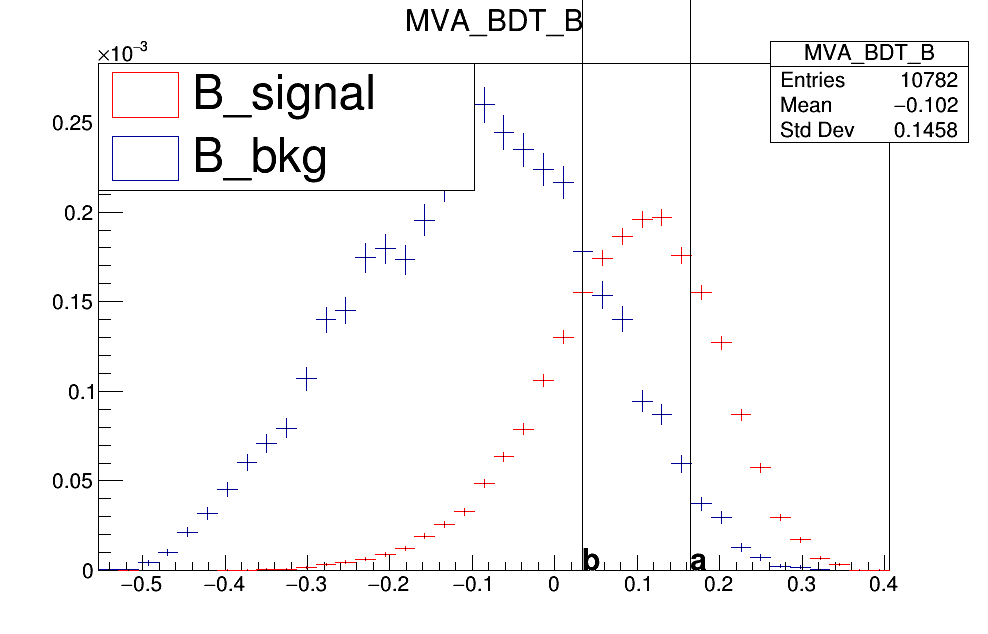 MVA_BDT_B
×10⁻³
B_signal
B_bkg
MVA_BDT_B
Entries 10782
Mean −0.102
Std Dev 0.1458
0.25
0.2
0.15
0.1
0.05
0
b a
−0.5 −0.4 −0.3 −0.2 −0.1 0 0.1 0.2 0.3 0.4